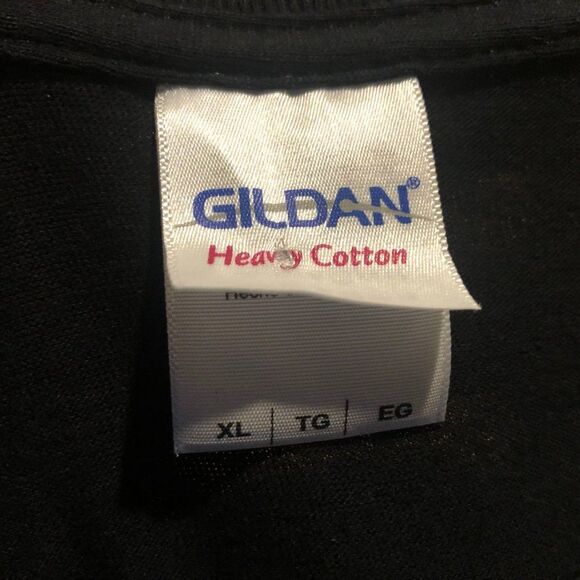 GILDAN®
Heavy Cotton
XL | TG | EG